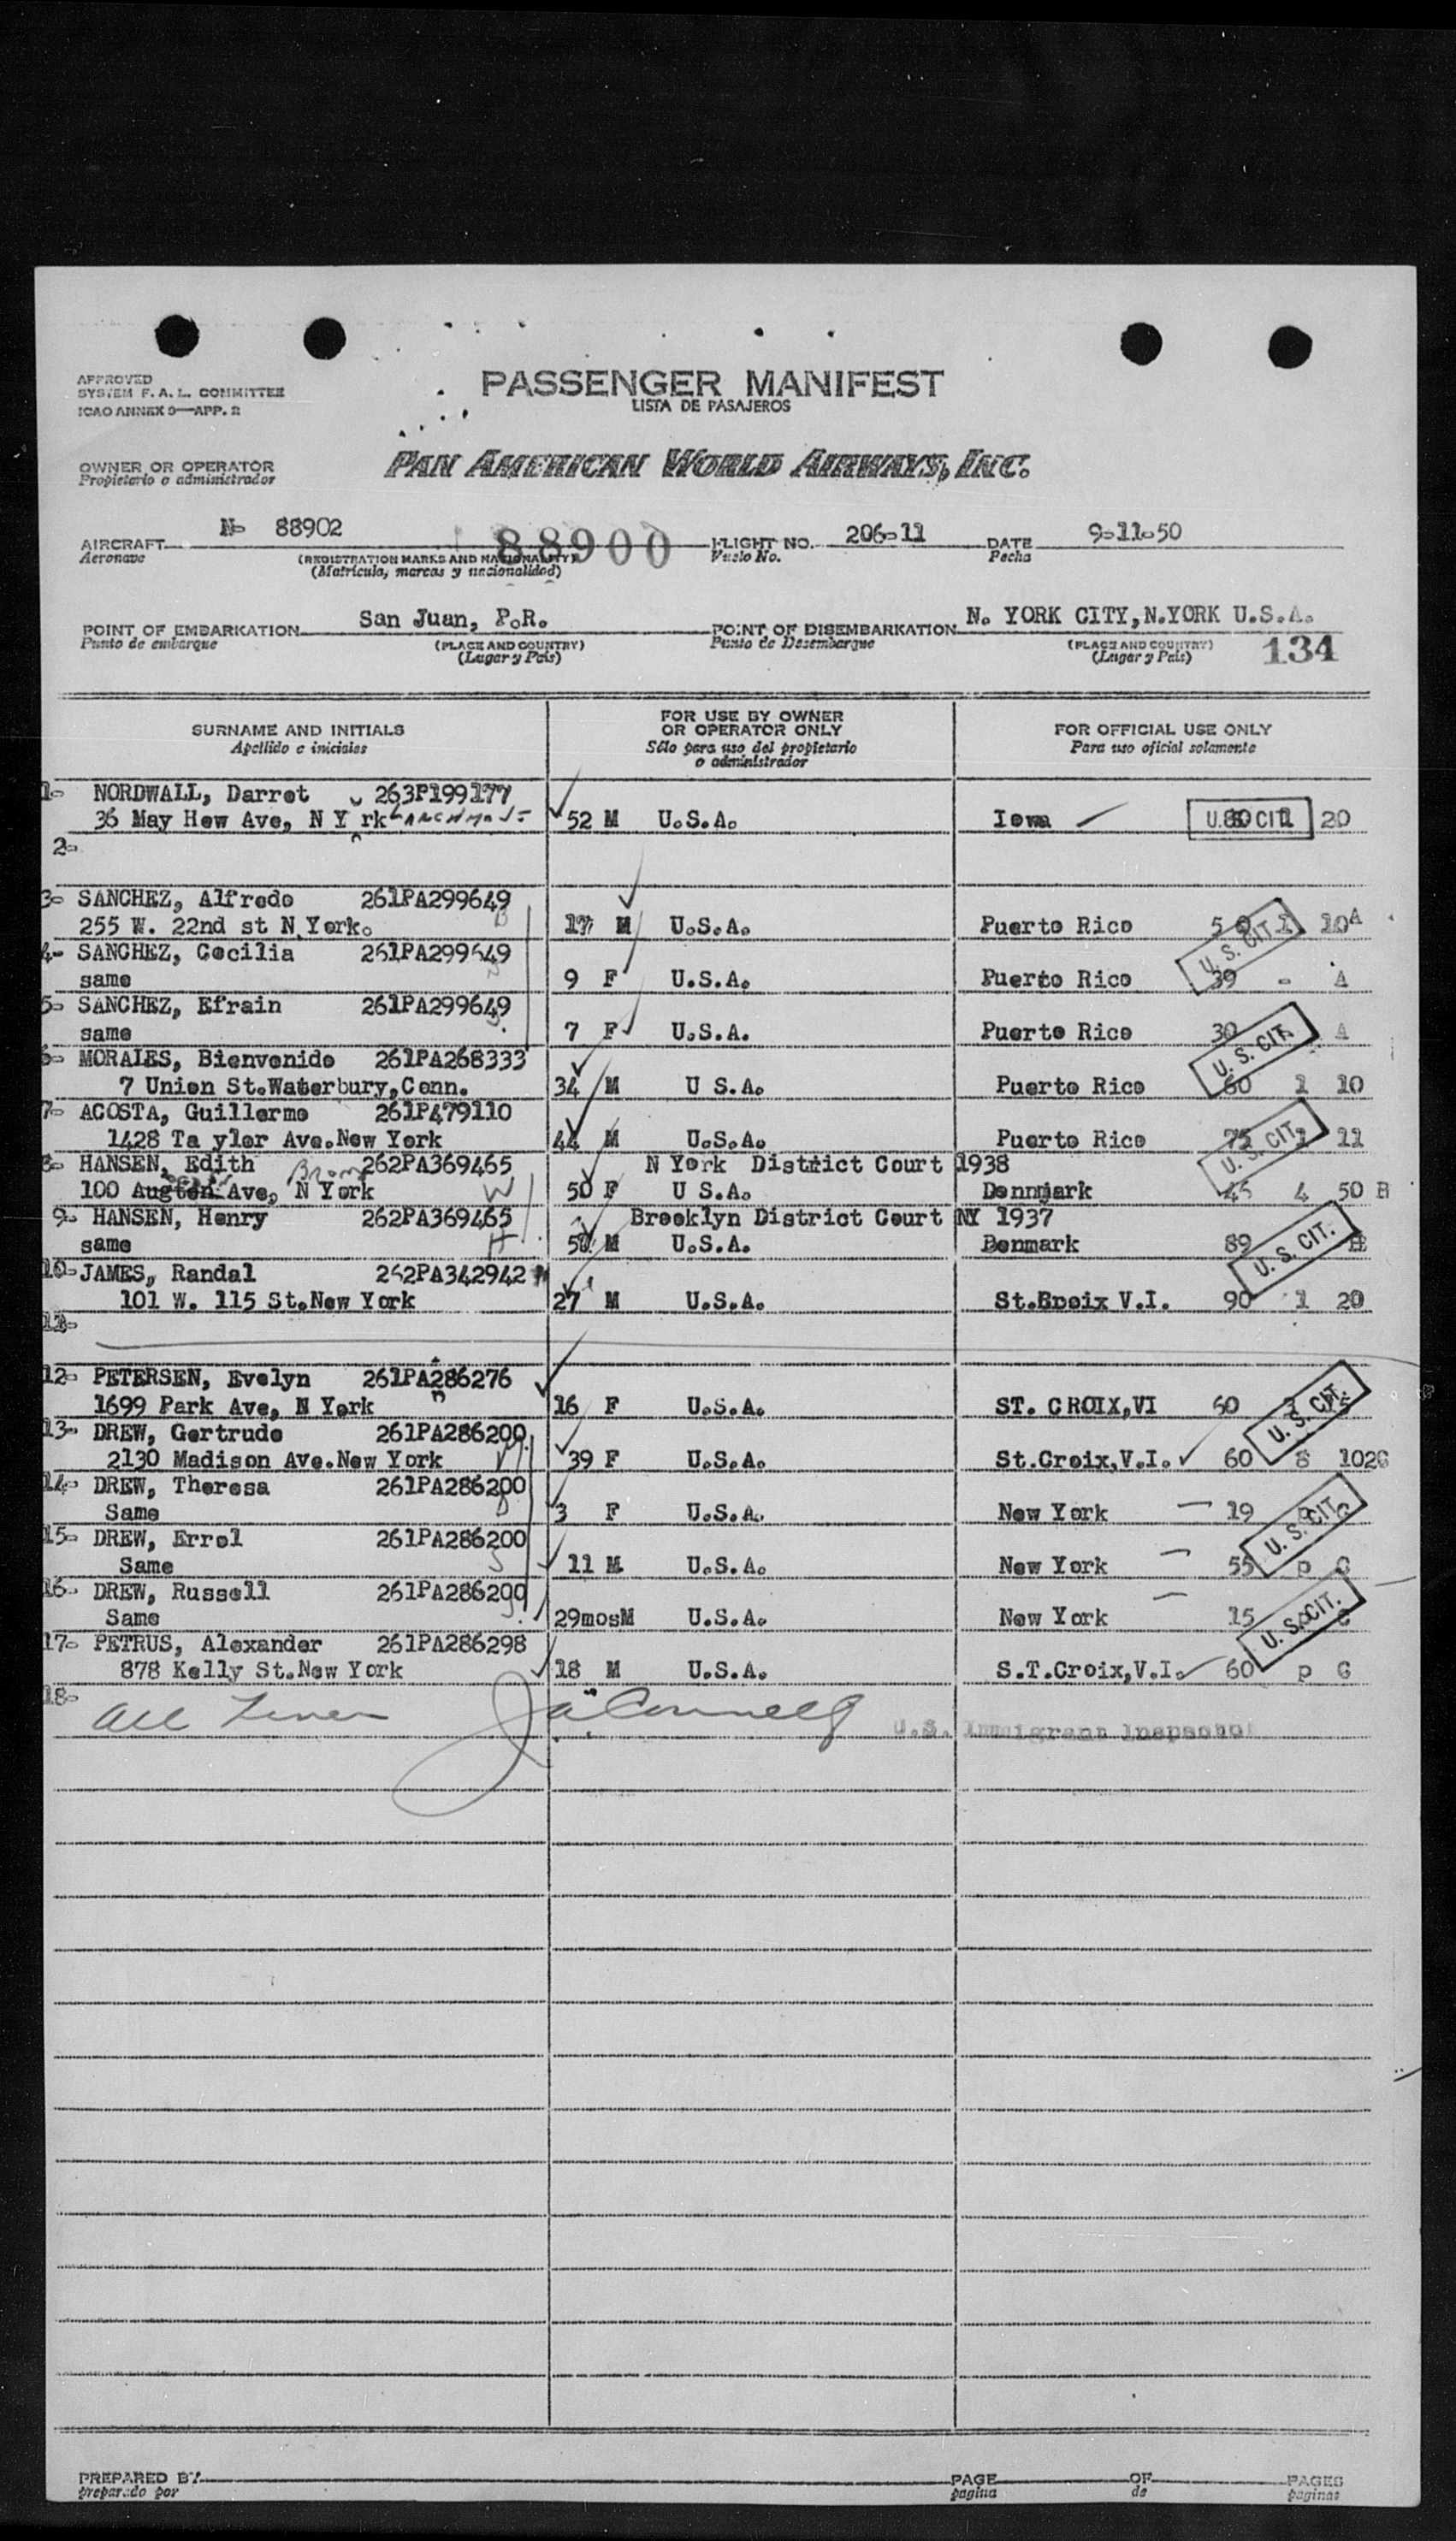 APPROVED
SYSTEM F. A. L. COMMITTEE
ICAO ANNEX 9—APP. 2
PASSENGER MANIFEST
LISTA DE PASAJEROS
OWNER OR OPERATOR
Propietario o administrador
PAN AMERICAN WORLD AIRWAYS, INC.
AIRCRAFT N- 88902 88900 FLIGHT NO. 206-11 DATE 9-11-50
Aeronave (REGISTRATION MARKS AND NATIONALITY) Vuelo No. Fecha
(Matricula, marcas y nacionalidad)
POINT OF EMBARKATION San Juan, P.R. POINT OF DISEMBARKATION N. YORK CITY,N.YORK U.S.A.
Punto de embarque (PLACE AND COUNTRY) Punto de Desembarque (PLACE AND COUNTRY) 134
(Lugar y Pais) (Lugar y Pais)
SURNAME AND INITIALS FOR USE BY OWNER OR OPERATOR ONLY FOR OFFICIAL USE ONLY
Apellido e iniciales Sólo para uso del propietario o administrador Para uso oficial solamente
1- NORDWALL, Darret 263P199177
36 May Hew Ave, N Y rk LARCHMONT 52 M U.S.A. Iowa U.S. CIT. 20
2-
3- SANCHEZ, Alfredo 261PA299649
255 W. 22nd st N.York. 17 M U.S.A. Puerto Rico U. S. CIT. 10A
4- SANCHEZ, Cecilia 261PA299649
same 9 F U.S.A. Puerto Rico 39 - A
5- SANCHEZ, Efrain 261PA299649
same 7 F U.S.A. Puerto Rico 30 A
6- MORALES, Bienvenido 261PA268333 U. S. CIT.
7 Union St.Waterbury,Conn. 34 M U S.A. Puerto Rico 60 1 10
7- ACOSTA, Guillermo 261P479110
1428 Ta ylor Ave.New York 44 M U.S.A. Puerto Rico 75 U. S. CIT. 11
8- HANSEN, Edith Bronx 262PA369465 N York District Court 1938
100 Augton Ave, N York W 50 F U S.A. Dennmark 45 4 50 B
9- HANSEN, Henry 262PA369465 Brooklyn District Court NY 1937
same H 50 M U.S.A. Denmark 89 U. S. CIT. B
10- JAMES, Randal 262PA342942
101 W. 115 St.New York 27 M U.S.A. St.Broix V.I. 90 1 20
11-
12- PETERSEN, Evelyn 261PA286276
1699 Park Ave, N York 16 F U.S.A. ST. CROIX,VI 60 U. S. CIT.
13- DREW, Gertrude 261PA286200
2130 Madison Ave.New York M 39 F U.S.A. St.Croix,V.I. 60 8 102G
14- DREW, Theresa 261PA286200
Same D 3 F U.S.A. New York 19 U. S. CIT. G
15- DREW, Errol 261PA286200
Same S 11 M U.S.A. New York 55 p G
16- DREW, Russell 261PA286200
Same S 29mosM U.S.A. New York 15 U. S. CIT. G
17- PETRUS, Alexander 261PA286298
878 Kelly St.New York 18 M U.S.A. S.T.Croix,V.I. 60 p G
18-
All U.S. Immigrant Inspector
PREPARED BY PAGE OF PAGES
preparado por pagina de paginas